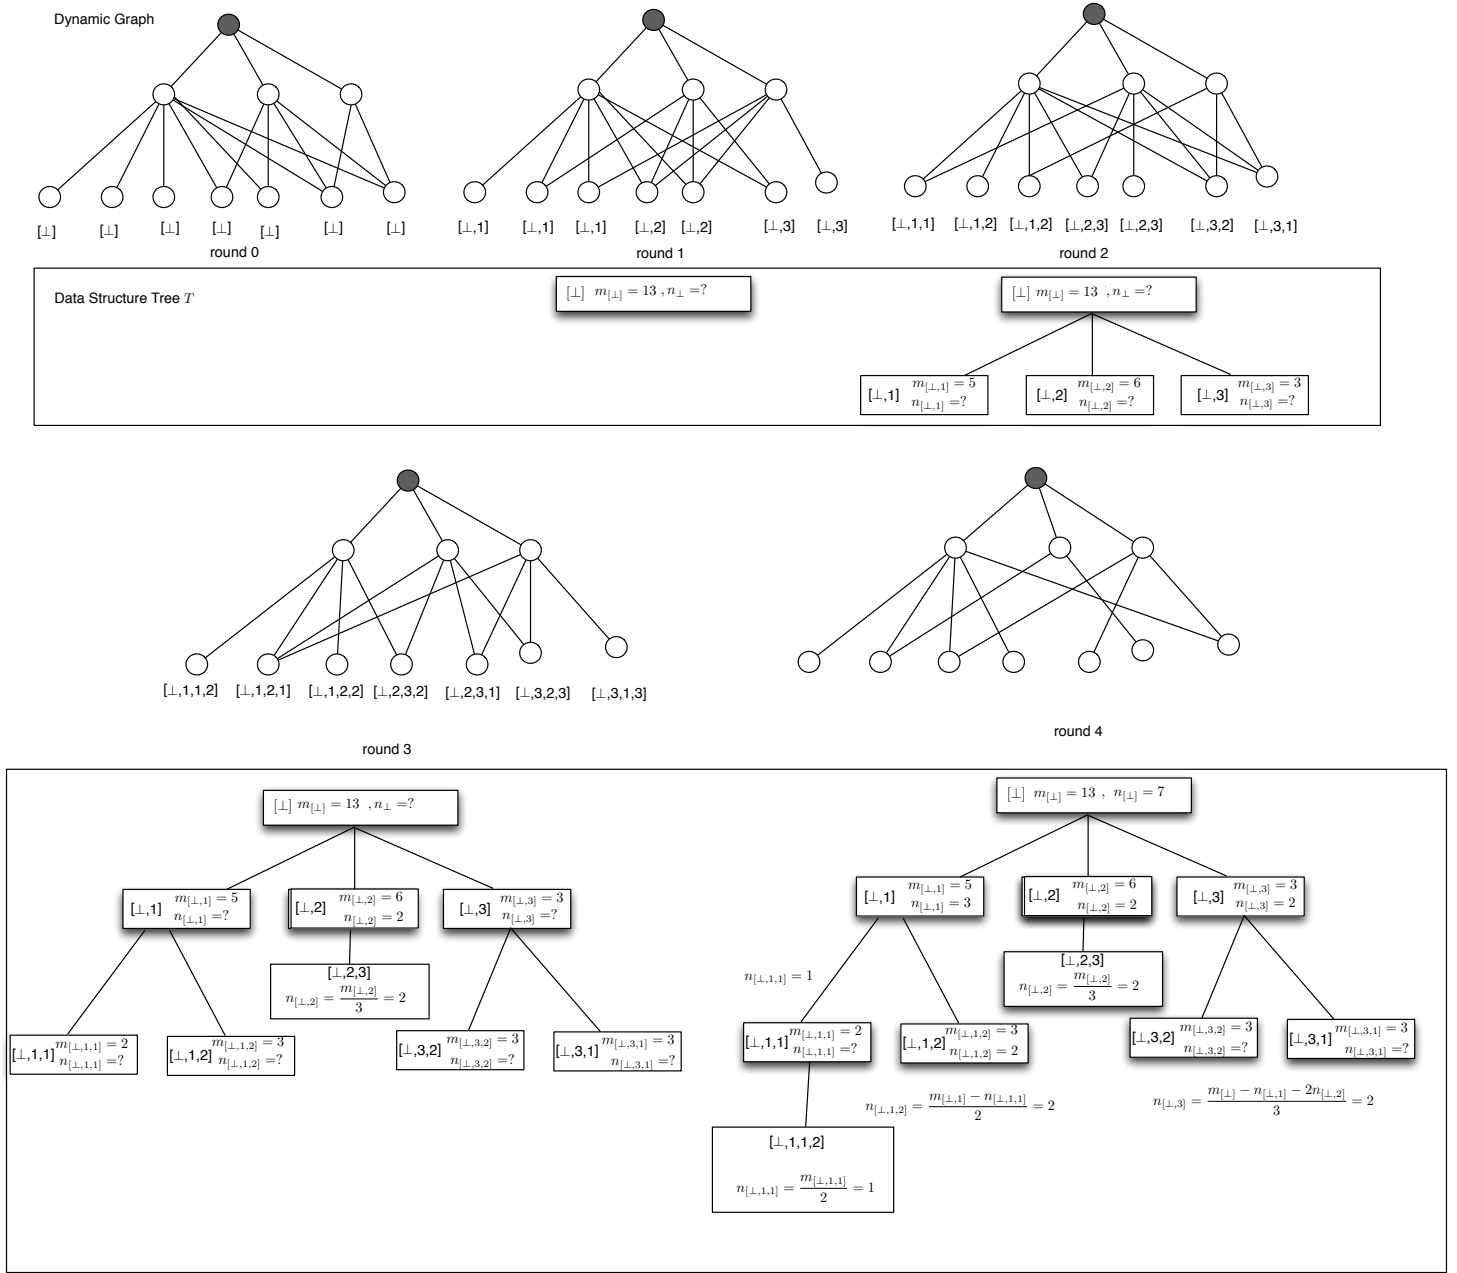 Dynamic Graph
[⊥] [⊥] [⊥] [⊥] [⊥] [⊥] [⊥]
round 0
[⊥,1] [⊥,1] [⊥,1] [⊥,2] [⊥,2] [⊥,3] [⊥,3]
round 1
[⊥,1,1] [⊥,1,2] [⊥,1,2] [⊥,2,3] [⊥,2,3] [⊥,3,2] [⊥,3,1]
round 2
Data Structure Tree T
[⊥] m_{[⊥]} = 13 , n_⊥ =?
[⊥] m_{[⊥]} = 13 , n_⊥ =?
[⊥,1] m_{[⊥,1]} = 5
n_{[⊥,1]} =?
[⊥,2] m_{[⊥,2]} = 6
n_{[⊥,2]} =?
[⊥,3] m_{[⊥,3]} = 3
n_{[⊥,3]} =?
[⊥,1,1,2] [⊥,1,2,1] [⊥,1,2,2] [⊥,2,3,2] [⊥,2,3,1] [⊥,3,2,3] [⊥,3,1,3]
round 3
round 4
[⊥] m_{[⊥]} = 13 , n_⊥ =?
[⊥,1] m_{[⊥,1]} = 5
n_{[⊥,1]} =?
[⊥,2] m_{[⊥,2]} = 6
n_{[⊥,2]} = 2
[⊥,3] m_{[⊥,3]} = 3
n_{[⊥,3]} =?
[⊥,2,3]
n_{[⊥,2]} = m_{[⊥,2]}/3 = 2
[⊥,1,1] m_{[⊥,1,1]} = 2
n_{[⊥,1,1]} =?
[⊥,1,2] m_{[⊥,1,2]} = 3
n_{[⊥,1,2]} =?
[⊥,3,2] m_{[⊥,3,2]} = 3
n_{[⊥,3,2]} =?
[⊥,3,1] m_{[⊥,3,1]} = 3
n_{[⊥,3,1]} =?
[⊥] m_{[⊥]} = 13 , n_{[⊥]} = 7
[⊥,1] m_{[⊥,1]} = 5
n_{[⊥,1]} = 3
[⊥,2] m_{[⊥,2]} = 6
n_{[⊥,2]} = 2
[⊥,3] m_{[⊥,3]} = 3
n_{[⊥,3]} = 2
n_{[⊥,1,1]} = 1
[⊥,2,3]
n_{[⊥,2]} = m_{[⊥,2]}/3 = 2
[⊥,1,1] m_{[⊥,1,1]} = 2
n_{[⊥,1,1]} =?
[⊥,1,2] m_{[⊥,1,2]} = 3
n_{[⊥,1,2]} = 2
[⊥,3,2] m_{[⊥,3,2]} = 3
n_{[⊥,3,2]} =?
[⊥,3,1] m_{[⊥,3,1]} = 3
n_{[⊥,3,1]} =?
n_{[⊥,1,2]} = (m_{[⊥,1]} − n_{[⊥,1,1]})/2 = 2
n_{[⊥,3]} = (m_{[⊥]} − n_{[⊥,1]} − 2n_{[⊥,2]})/3 = 2
[⊥,1,1,2]
n_{[⊥,1,1]} = m_{[⊥,1,1]}/2 = 1